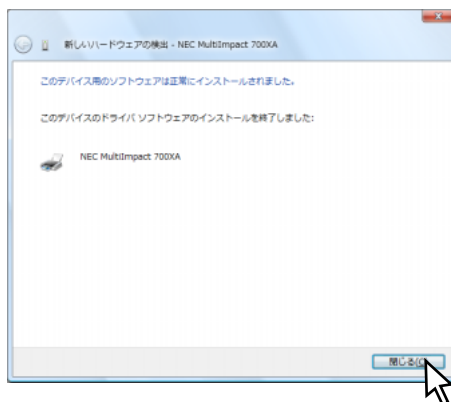 新しいハードウェアの検出 - NEC MultiImpact 700XA
このデバイス用のソフトウェアは正常にインストールされました。
このデバイスのドライバ ソフトウェアのインストールを終了しました:
NEC MultiImpact 700XA
閉じる(C